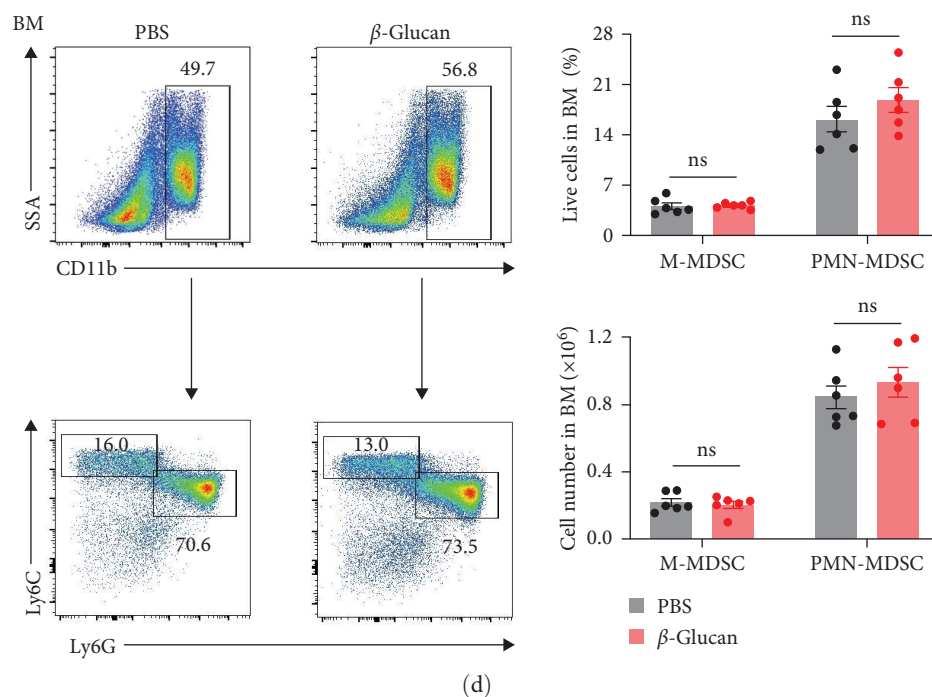 BM
PBS
β-Glucan
49.7
56.8
SSA
CD11b
16.0
13.0
70.6
73.5
Ly6C
Ly6G
Live cells in BM (%)
28
21
14
7
0
ns
ns
M-MDSC
PMN-MDSC
Cell number in BM (×10⁶)
1.2
0.8
0.4
0.0
ns
ns
M-MDSC
PMN-MDSC
PBS
β-Glucan
(d)